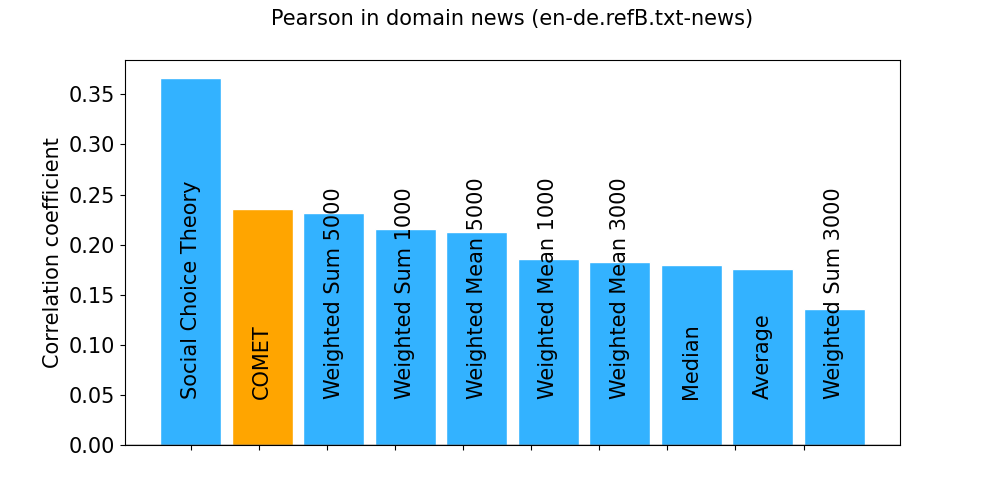 Pearson in domain news (en-de.refB.txt-news)
Correlation coefficient
0.35
0.30
0.25
0.20
0.15
0.10
0.05
0.00
Social Choice Theory
COMET
Weighted Sum 5000
Weighted Sum 1000
Weighted Mean 5000
Weighted Mean 1000
Weighted Mean 3000
Median
Average
Weighted Sum 3000